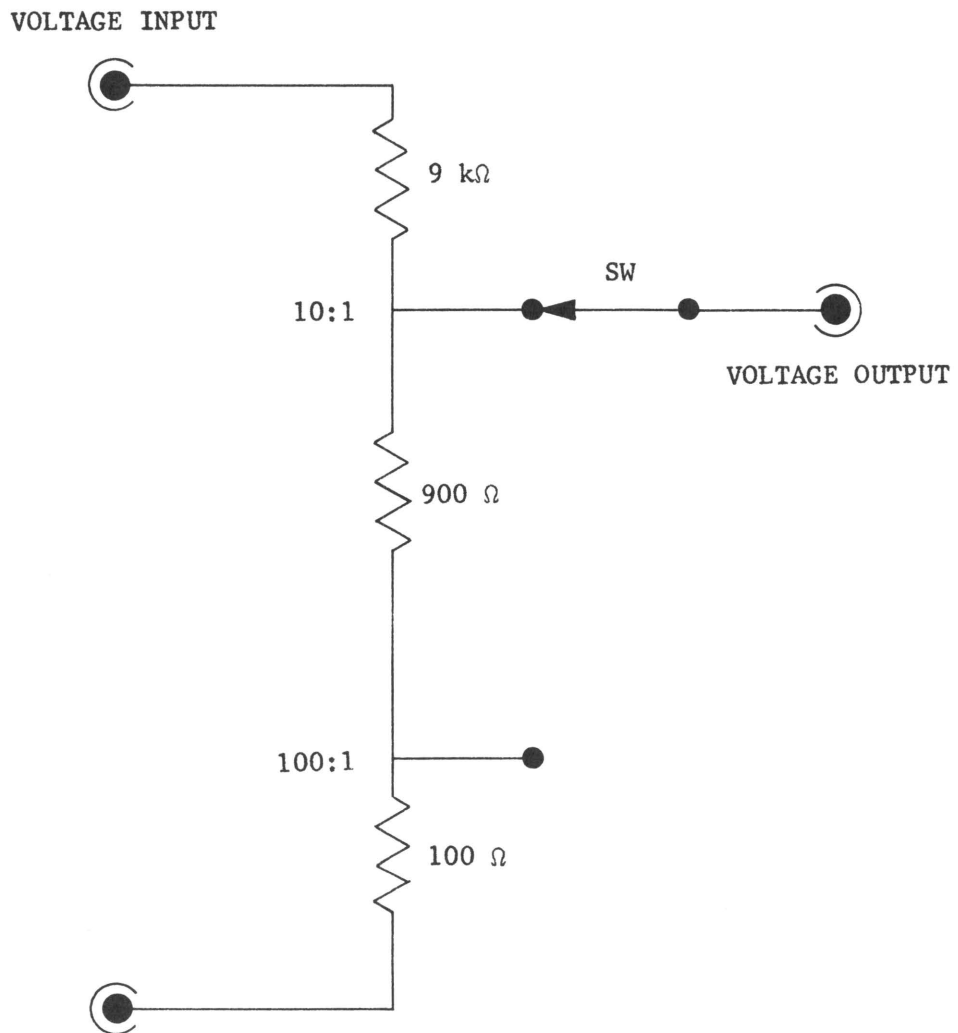 VOLTAGE INPUT
9 kΩ
SW
10:1
VOLTAGE OUTPUT
900 Ω
100:1
100 Ω